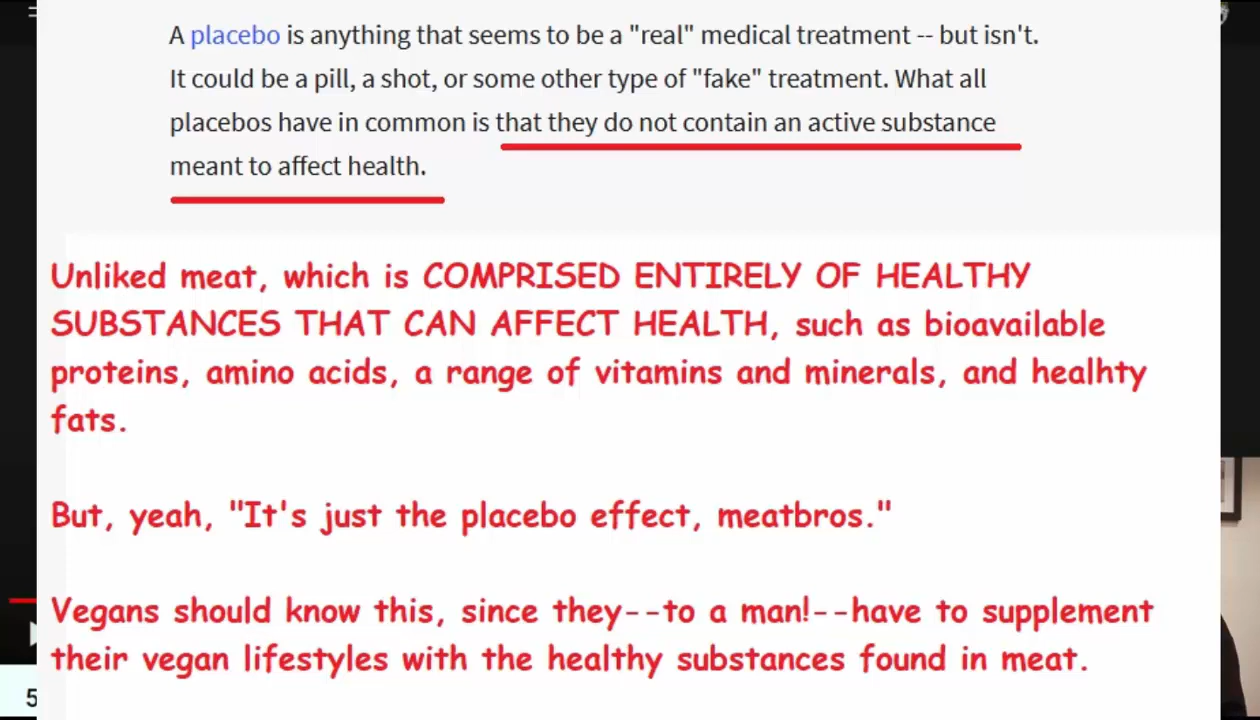 A placebo is anything that seems to be a "real" medical treatment -- but isn't.
It could be a pill, a shot, or some other type of "fake" treatment. What all
placebos have in common is that they do not contain an active substance
meant to affect health.
Unliked meat, which is COMPRISED ENTIRELY OF HEALTHY
SUBSTANCES THAT CAN AFFECT HEALTH, such as bioavailable
proteins, amino acids, a range of vitamins and minerals, and healhty
fats.
But, yeah, "It's just the placebo effect, meatbros."
Vegans should know this, since they--to a man!--have to supplement
their vegan lifestyles with the healthy substances found in meat.
5